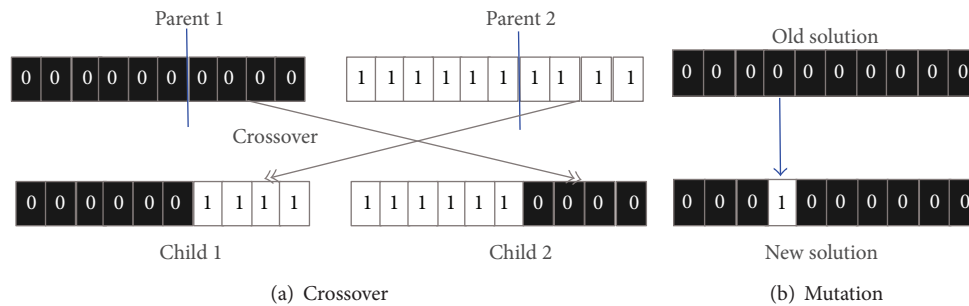 Parent 1
Parent 2
Old solution
0 0 0 0 0 0 0 0 0 0
1 1 1 1 1 1 1 1 1 1
0 0 0 0 0 0 0 0 0 0
Crossover
0 0 0 0 0 0 1 1 1 1
1 1 1 1 1 1 0 0 0 0
0 0 0 1 0 0 0 0 0 0
Child 1
Child 2
New solution
(a) Crossover
(b) Mutation